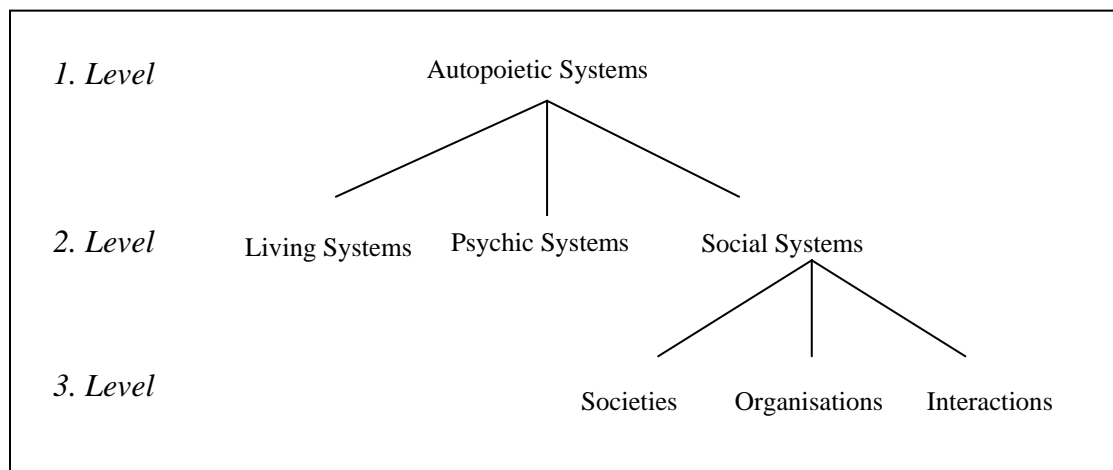 1. Level Autopoietic Systems
2. Level Living Systems Psychic Systems Social Systems
3. Level Societies Organisations Interactions